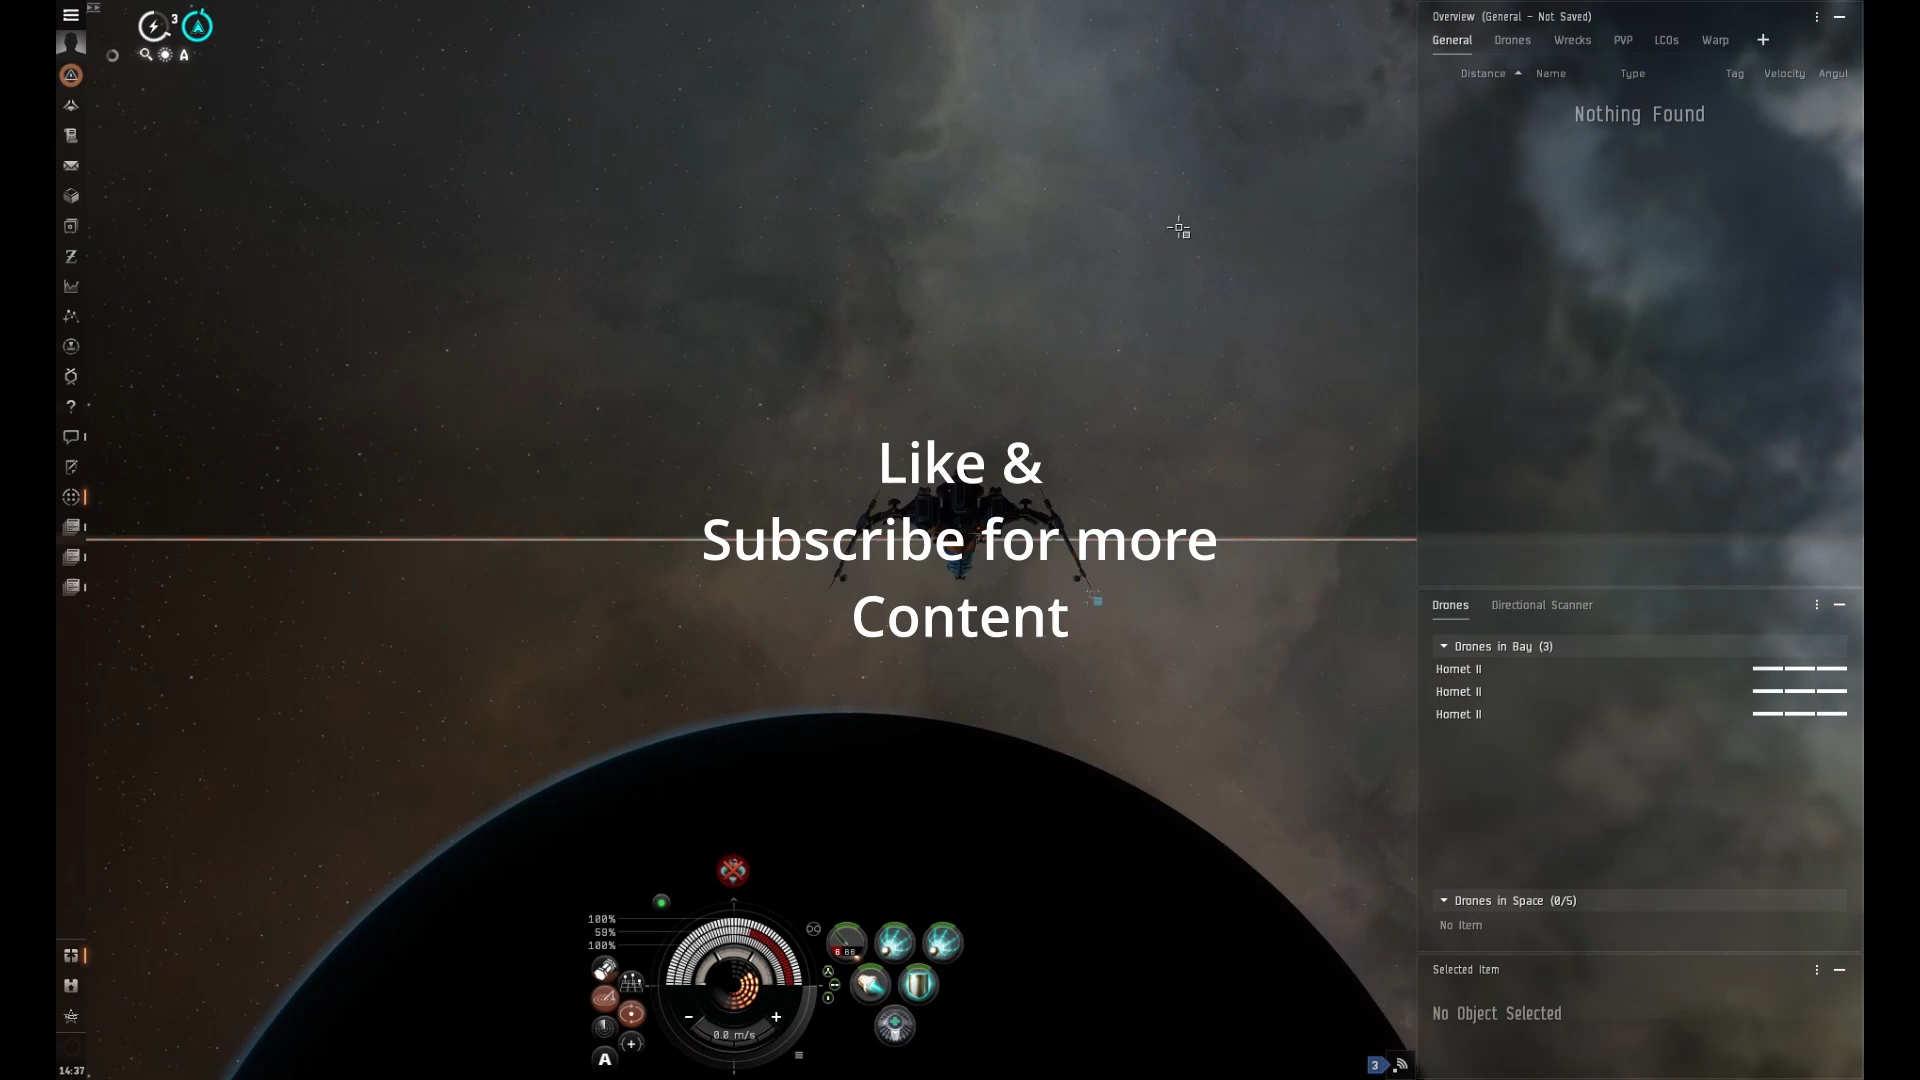 3
A
Overview (General - Not Saved)
General Drones Wrecks PVP LCOs Warp +
Distance Name Type Tag Velocity Angul
Nothing Found
Like &
Subscribe for more
Content
Drones Directional Scanner
Drones in Bay (3)
Hornet II
Hornet II
Hornet II
Drones in Space (0/5)
No Item
Selected Item
No Object Selected
100%
59%
100%
0.0 m/s
A
3
14:37